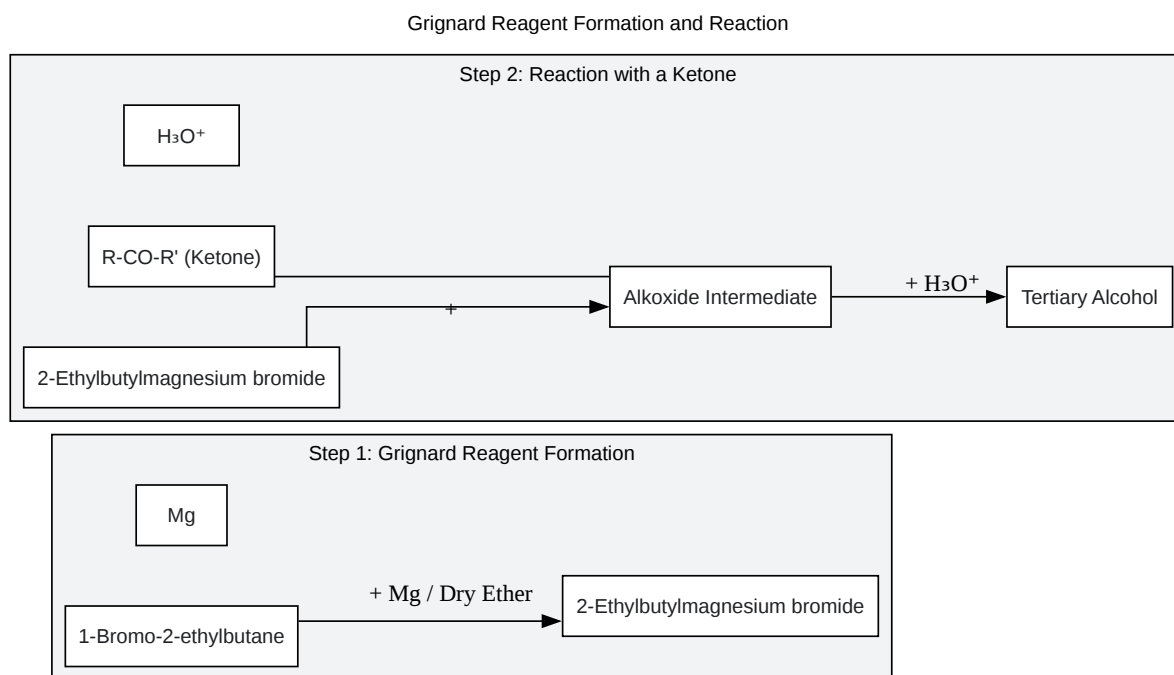 Grignard Reagent Formation and Reaction
Step 2: Reaction with a Ketone
H₃O⁺
R-CO-R' (Ketone)
+ H₃O⁺
Alkoxide Intermediate
Tertiary Alcohol
+
2-Ethylbutylmagnesium bromide
Step 1: Grignard Reagent Formation
Mg
+ Mg / Dry Ether
2-Ethylbutylmagnesium bromide
1-Bromo-2-ethylbutane